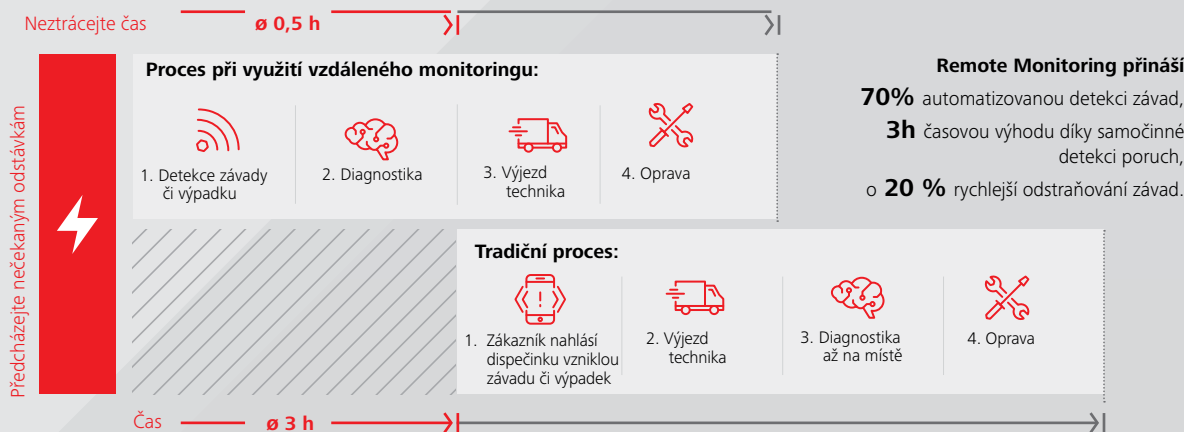 Neztrácejte čas
ø 0,5 h
Předcházejte nečekaným odstávkám
Proces při využití vzdáleného monitoringu:
1. Detekce závady
či výpadku
2. Diagnostika
3. Výjezd
technika
4. Oprava
Remote Monitoring přináší
70% automatizovanou detekci závad,
3h časovou výhodu díky samočinné
detekci poruch,
o 20 % rychlejší odstraňování závad.
Tradiční proces:
1. Zákazník nahlásí
dispečinku vzniklou
závadu či výpadek
2. Výjezd
technika
3. Diagnostika
až na místě
4. Oprava
Čas
ø 3 h